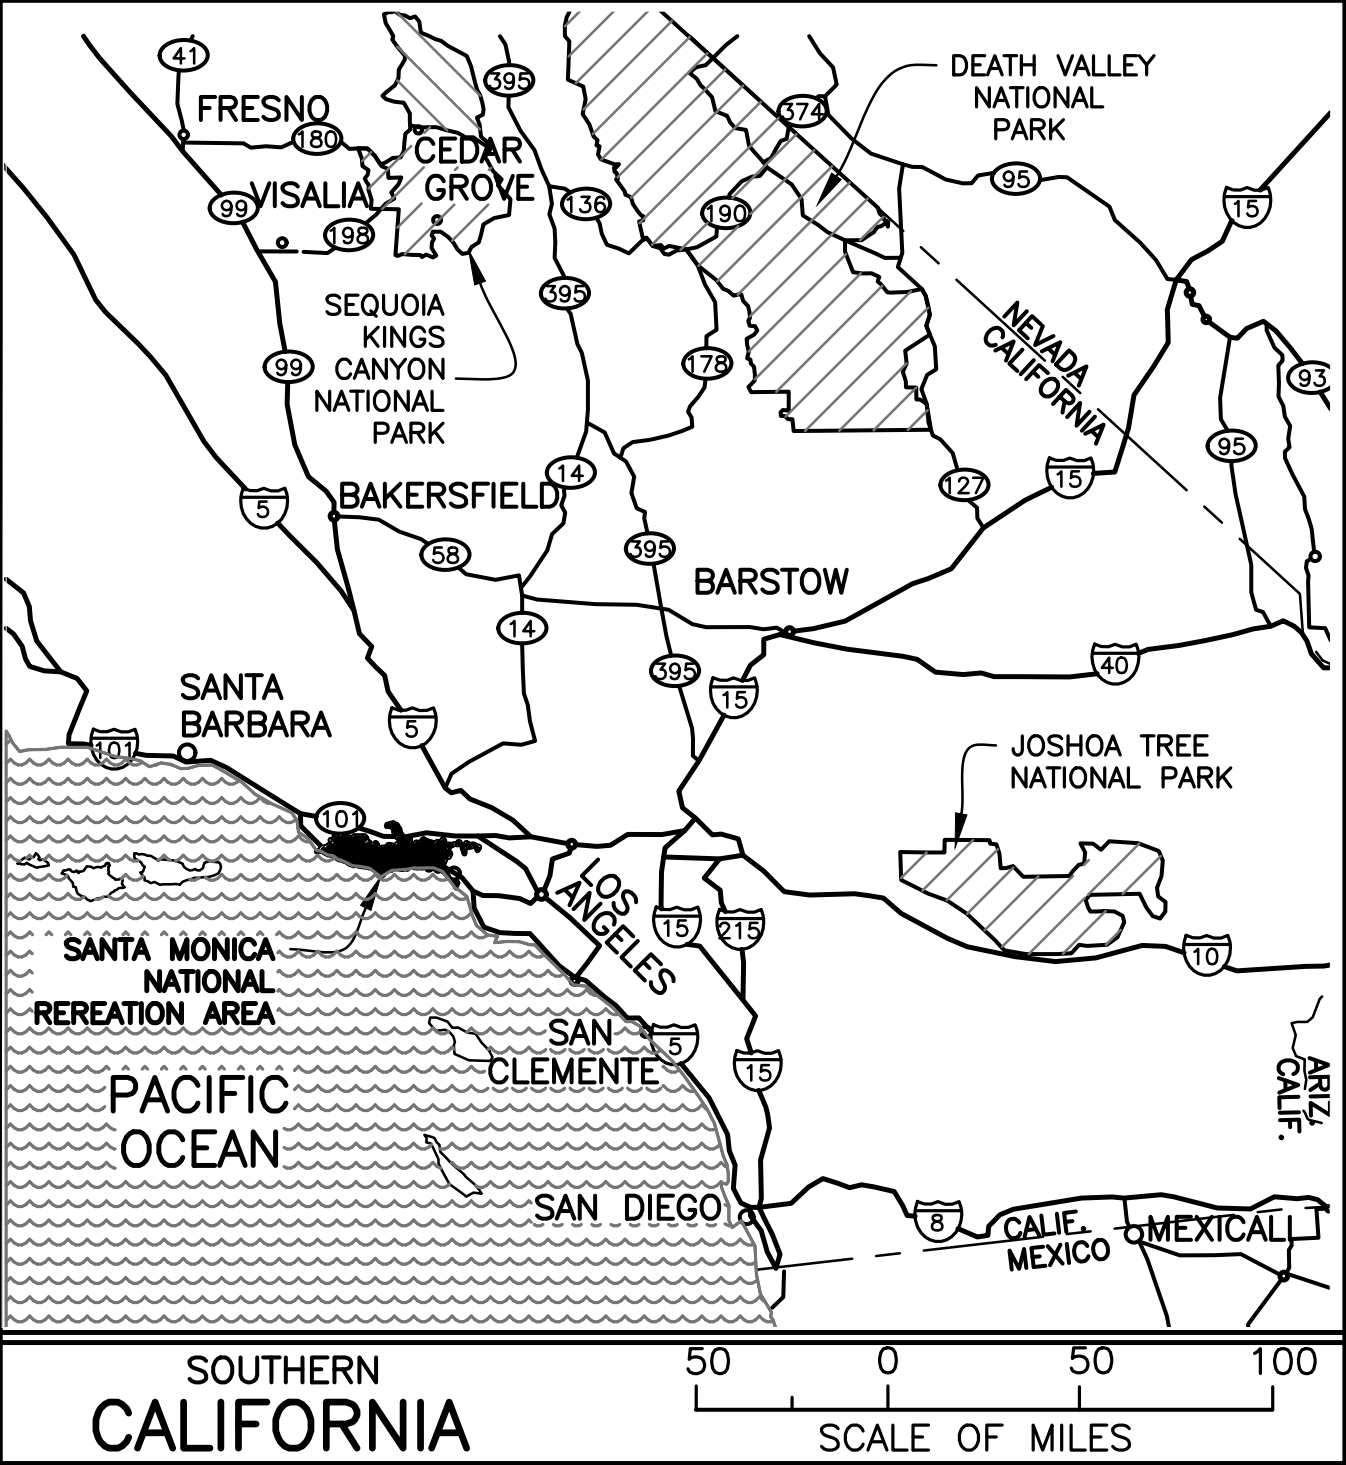 41
FRESNO
180
395
CEDAR
GROVE
DEATH VALLEY
NATIONAL
PARK
374
95
15
99
VISALIA
198
136
190
395
SEQUOIA
KINGS
CANYON
NATIONAL
PARK
99
178
NEVADA
CALIFORNIA
93
95
5
BAKERSFIELD
14
127
15
58
395
BARSTOW
14
395
15
40
SANTA
BARBARA
101
5
JOSHOA TREE
NATIONAL PARK
101
LOS
ANGELES
15
215
10
SANTA MONICA
NATIONAL
REREATION AREA
SAN
CLEMENTE
5
15
ARIZ.
CALIF.
PACIFIC
OCEAN
SAN DIEGO
8
CALIE.
MEXICO
MEXICALI
SOUTHERN
CALIFORNIA
50 0 50 100
SCALE OF MILES